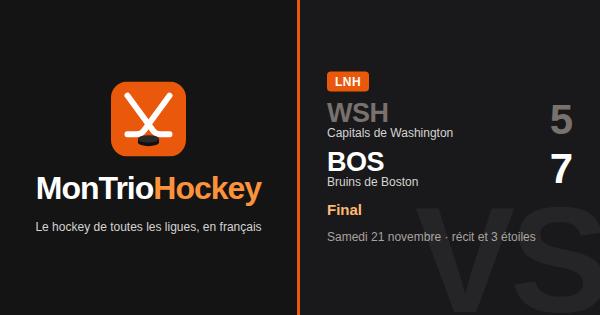 MonTrioHockey
Le hockey de toutes les ligues, en français
LNH
WSH 5
Capitals de Washington
BOS 7
Bruins de Boston
Final
Samedi 21 novembre · récit et 3 étoiles
VS